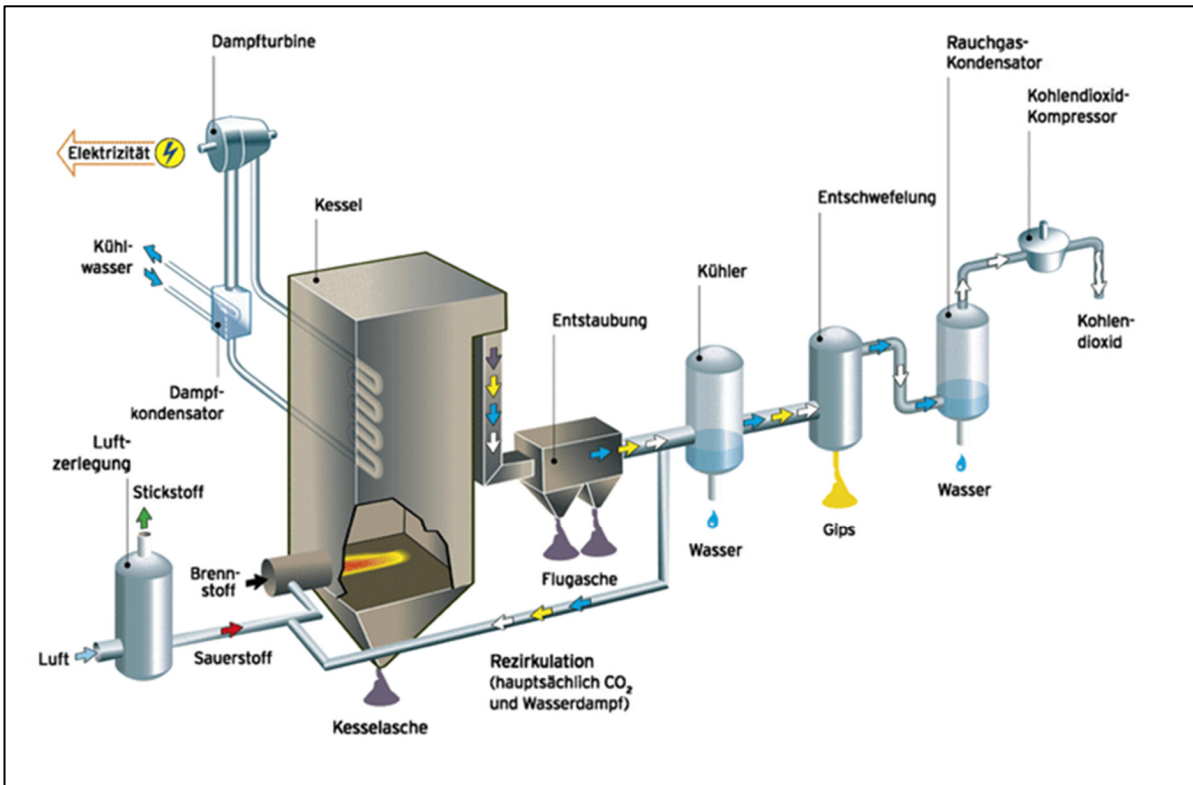 Dampfturbine
Elektrizität
Kühl-
wasser
Dampf-
kondensator
Kessel
Luft-
zerlegung
Stickstoff
Brenn-
stoff
Luft
Sauerstoff
Kesselasche
Rezirkulation
(hauptsächlich CO₂
und Wasserdampf)
Entstaubung
Flugasche
Kühler
Wasser
Entschwefelung
Gips
Rauchgas-
Kondensator
Wasser
Kohlendioxid-
Kompressor
Kohlen-
dioxid